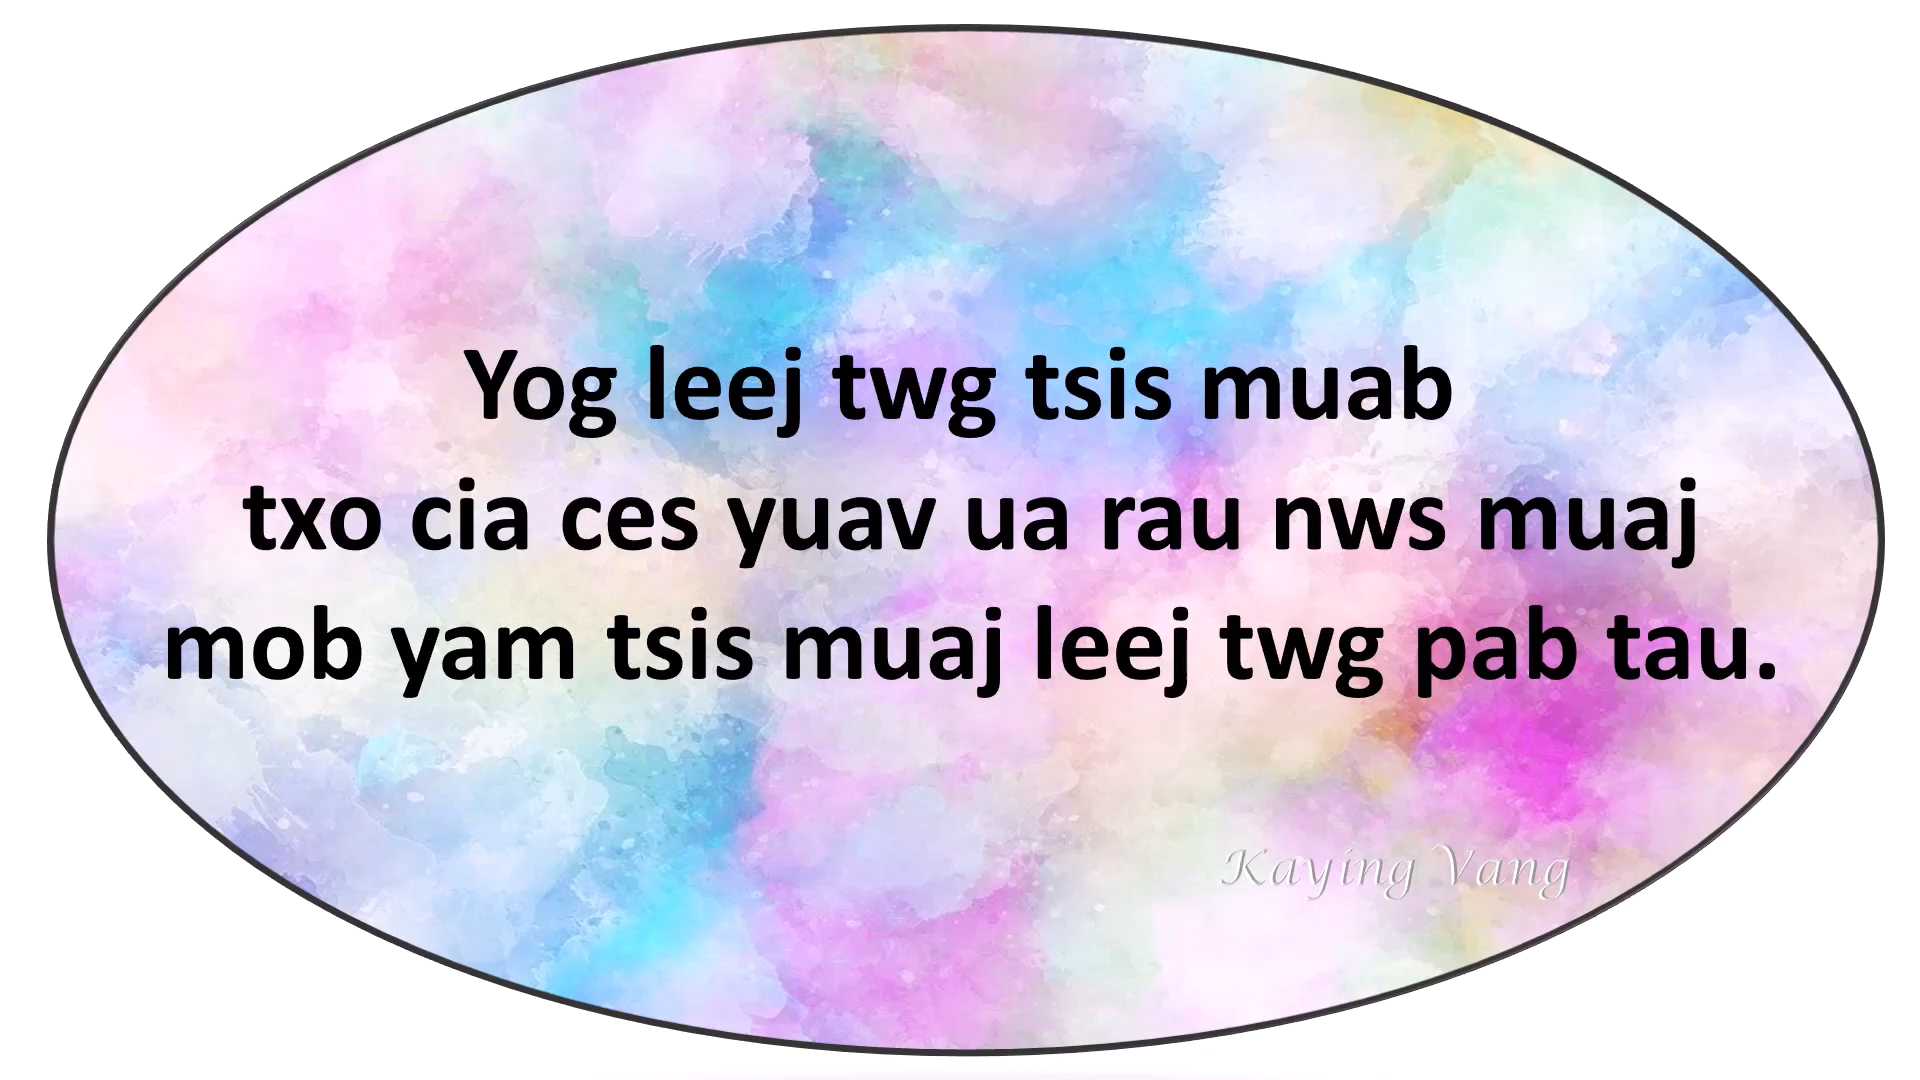 Yog leej twg tsis muab
txo cia ces yuav ua rau nws muaj
mob yam tsis muaj leej twg pab tau.
Kaying Vang